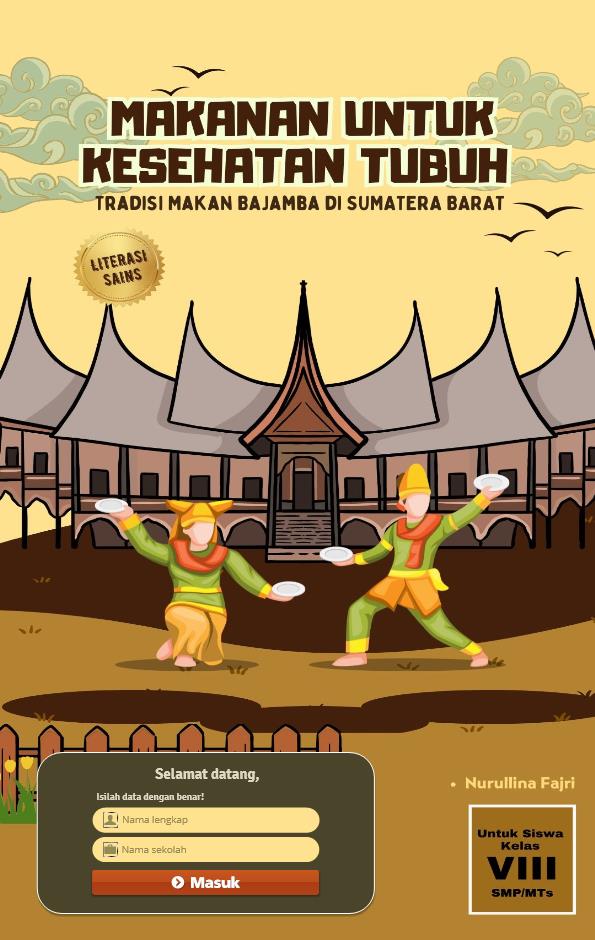 MAKANAN UNTUK
KESEHATAN TUBUH
TRADISI MAKAN BAJAMBA DI SUMATERA BARAT
LITERASI
SAINS
Selamat datang,
Isilah data dengan benar!
Nama lengkap
Nama sekolah
Masuk
• Nurullina Fajri
Untuk Siswa
Kelas
VIII
SMP/MTs